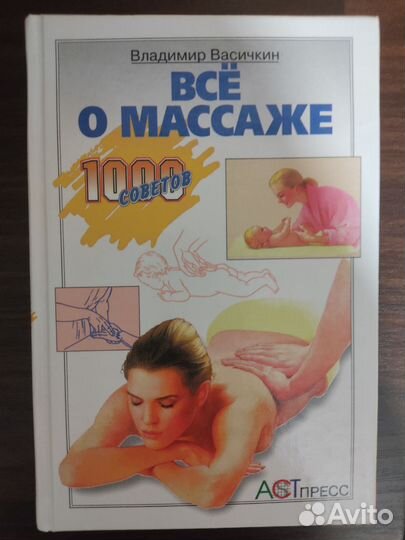 Владимир Васичкин
ВСЁ
О МАССАЖЕ
1000
СОВЕТОВ
АСТ ПРЕСС
Avito